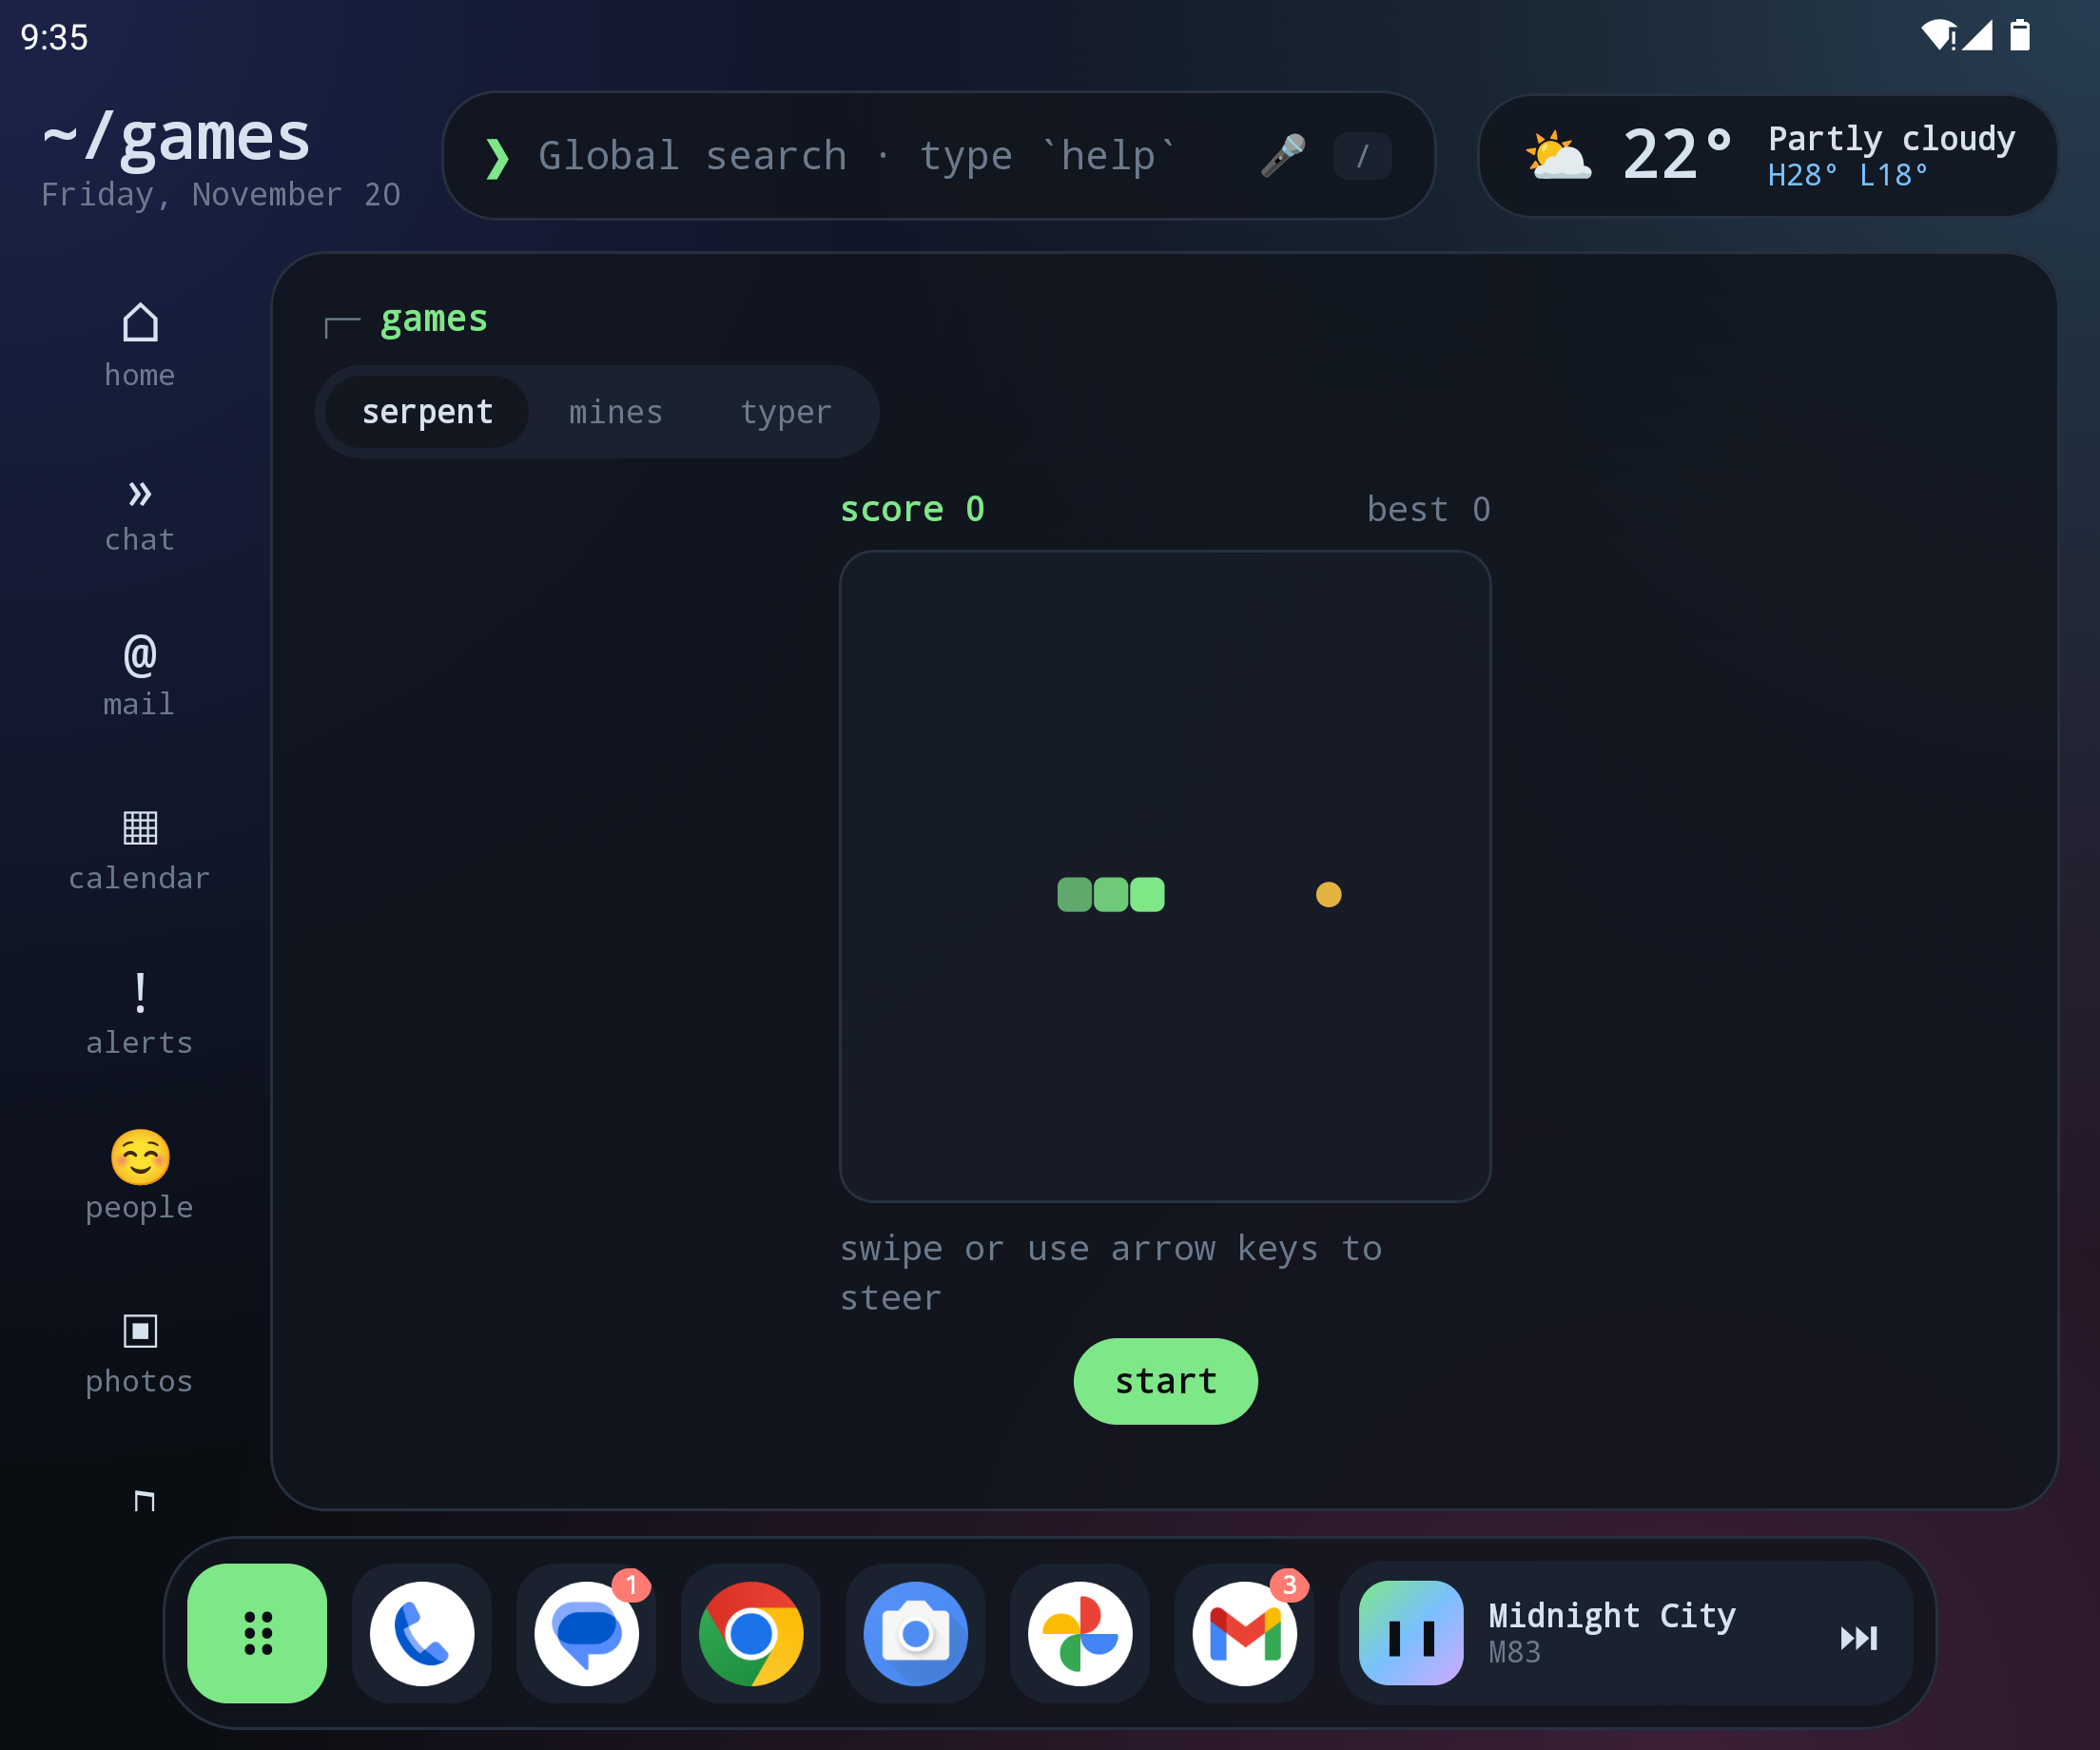 9:35
~/games
Friday, November 20
❯ Global search · type `help`
/
22°
Partly cloudy
H28° L18°
home
» chat
@ mail
calendar
! alerts
people
photos
games
serpent
mines
typer
score 0
best 0
swipe or use arrow keys to
steer
start
1
3
Midnight City
M83